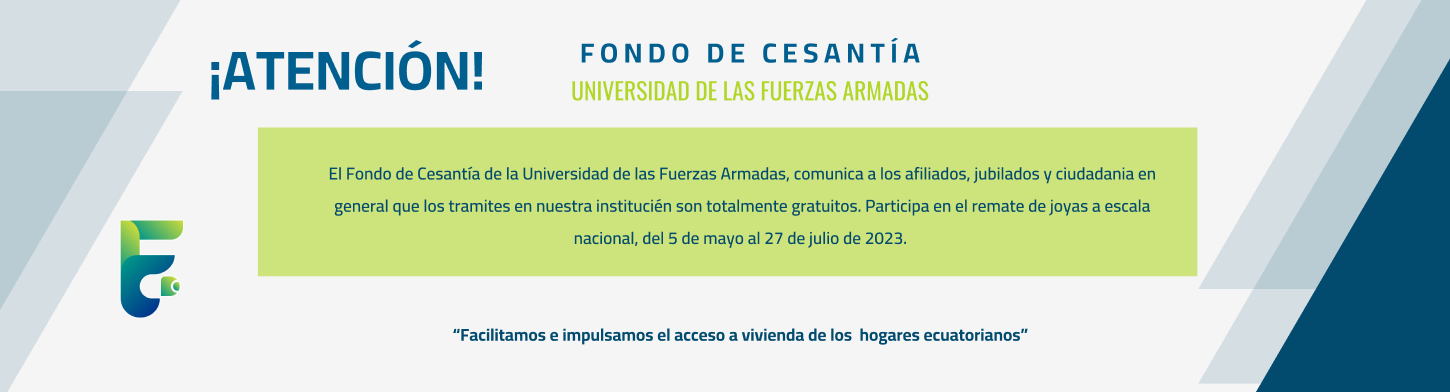 ¡ATENCIÓN!
FONDO DE CESANTÍA
UNIVERSIDAD DE LAS FUERZAS ARMADAS
El Fondo de Cesantía de la Universidad de las Fuerzas Armadas, comunica a los afiliados, jubilados y ciudadania en
general que los tramites en nuestra institucién son totalmente gratuitos. Participa en el remate de joyas a escala
nacional, del 5 de mayo al 27 de julio de 2023.
“Facilitamos e impulsamos el acceso a vivienda de los  hogares ecuatorianos”